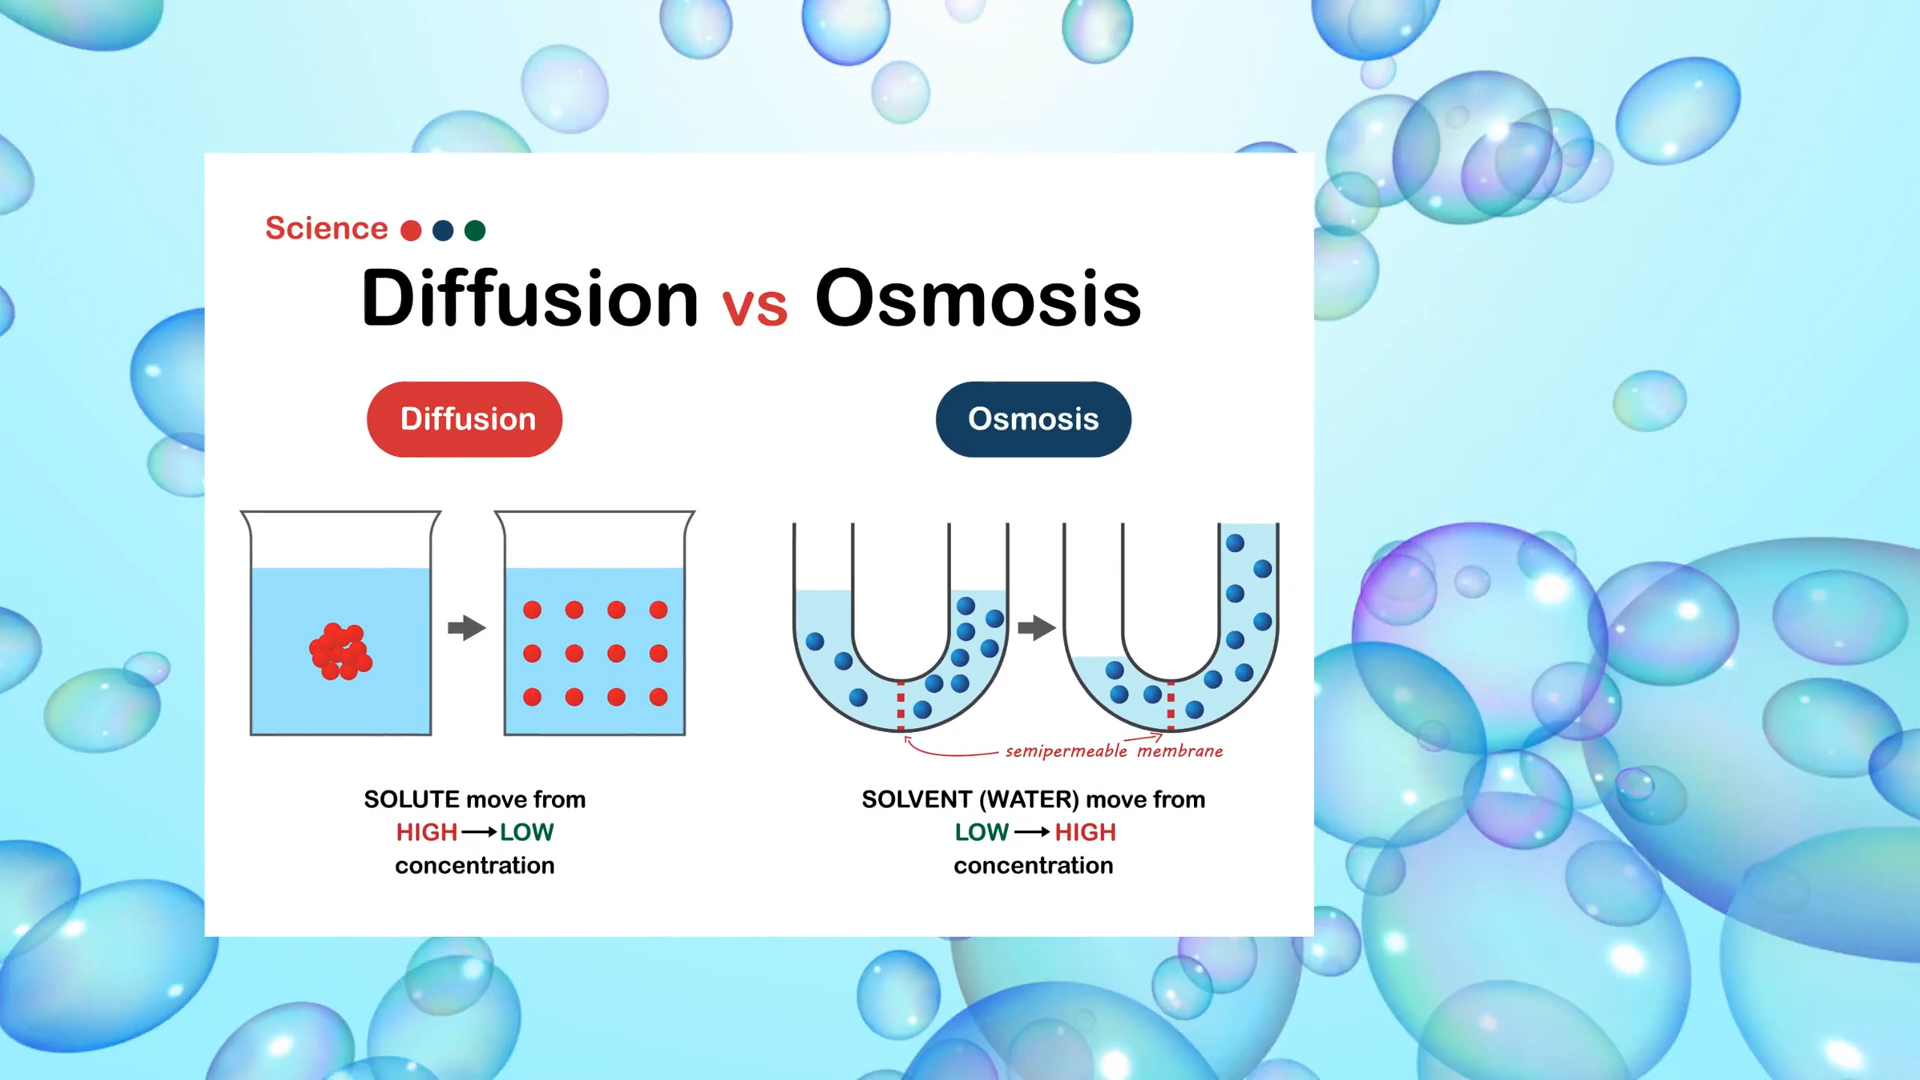 Science
Diffusion vs Osmosis
Diffusion
Osmosis
semipermeable membrane
SOLUTE move from
HIGH→LOW
concentration
SOLVENT (WATER) move from
LOW→HIGH
concentration